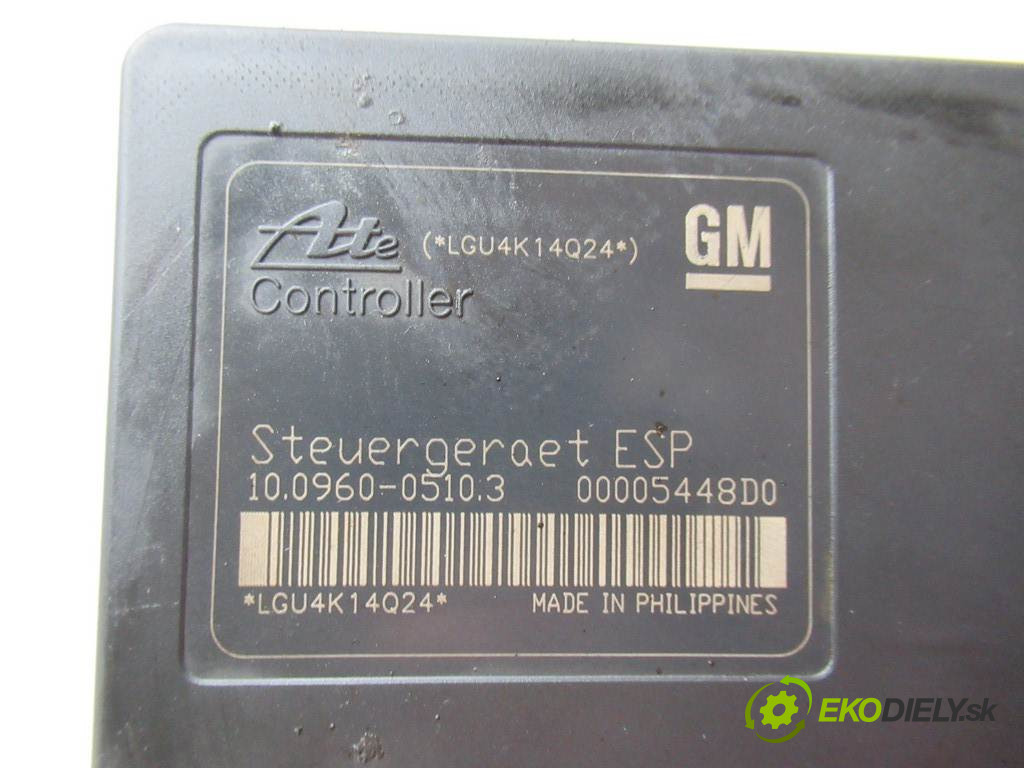 Ate (*LGU4K14Q24*) GM
Controller
Steuergeraet ESP
10.0960-0510.3 00005448D0
*LGU4K14Q24* MADE IN PHILIPPINES
EKODIELY.sk